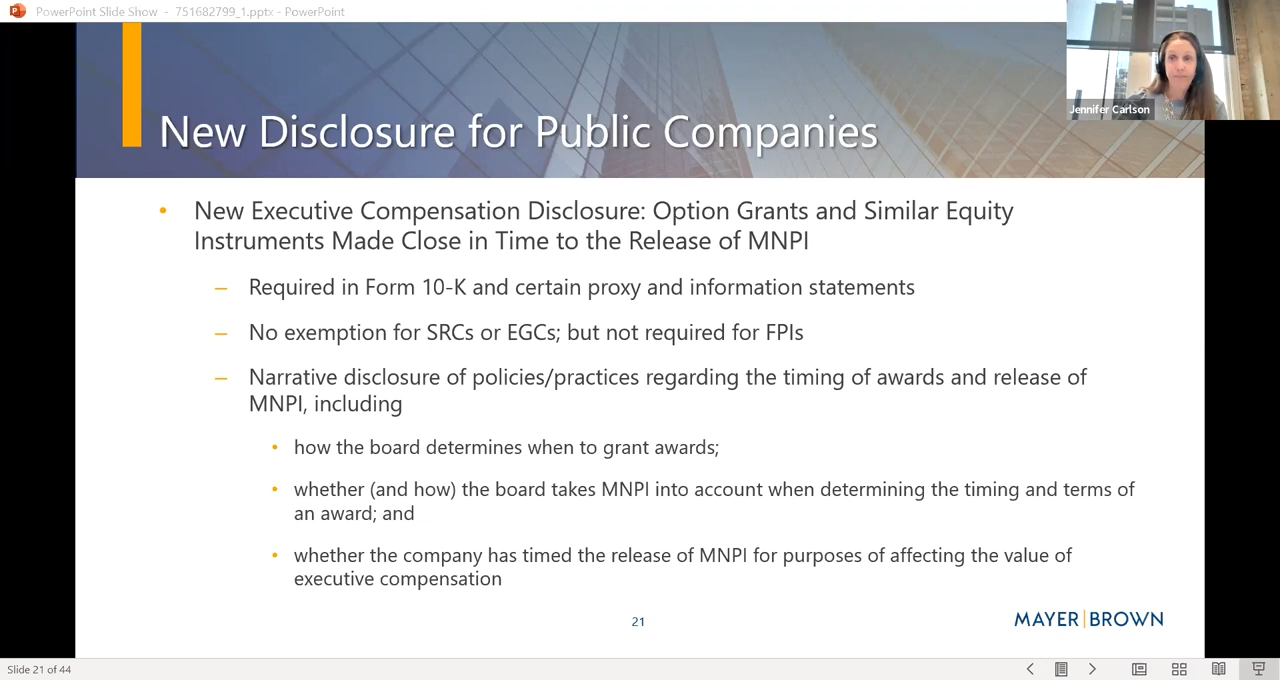 PowerPoint Slide Show - 751682799_1.pptx - PowerPoint
Jennifer Carlson
New Disclosure for Public Companies
• New Executive Compensation Disclosure: Option Grants and Similar Equity
Instruments Made Close in Time to the Release of MNPI
– Required in Form 10-K and certain proxy and information statements
– No exemption for SRCs or EGCs; but not required for FPIs
– Narrative disclosure of policies/practices regarding the timing of awards and release of
MNPI, including
• how the board determines when to grant awards;
• whether (and how) the board takes MNPI into account when determining the timing and terms of
an award; and
• whether the company has timed the release of MNPI for purposes of affecting the value of
executive compensation
21
MAYER|BROWN
Slide 21 of 44